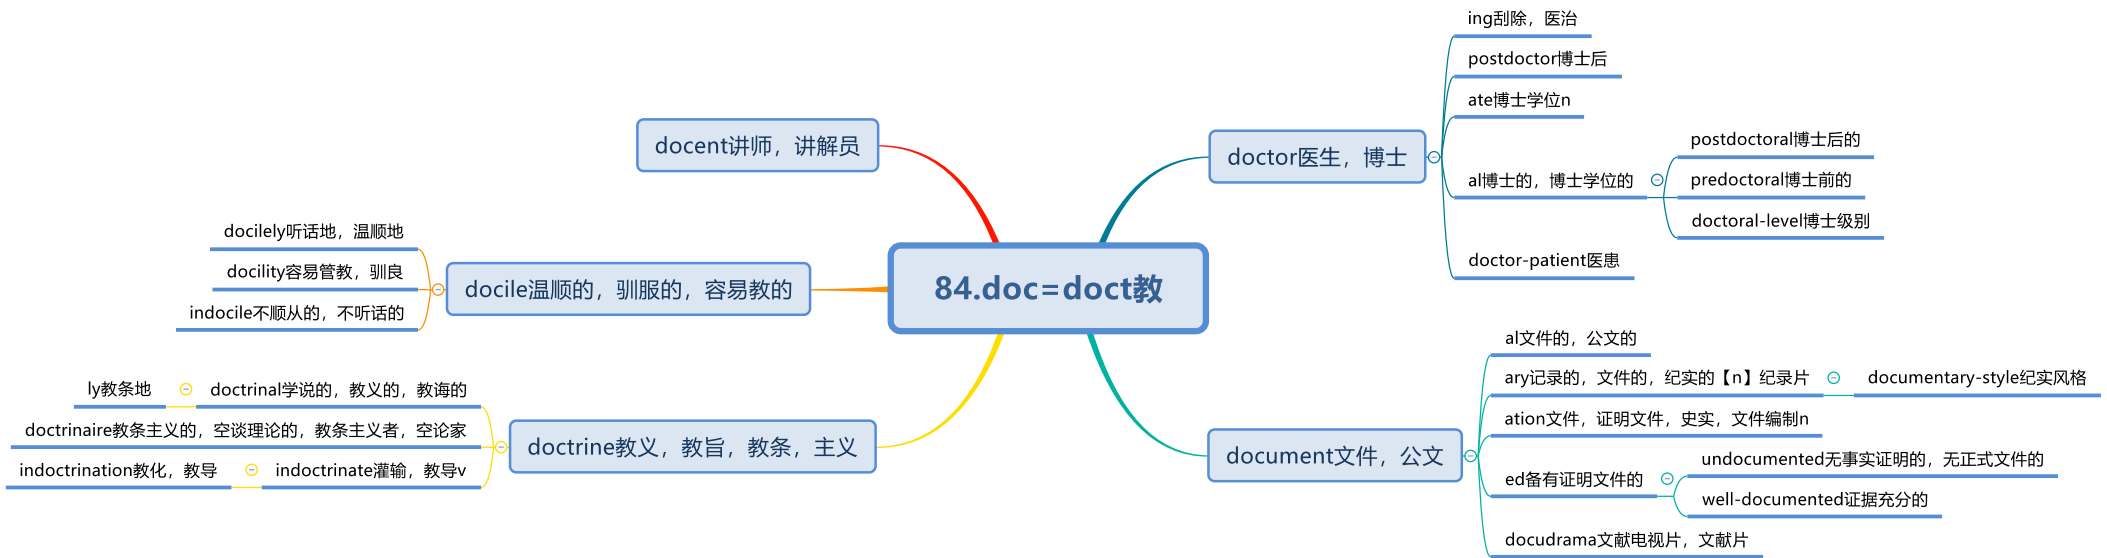 84.doc=doct教
doctor医生，博士
ing刮除，医治
postdoctor博士后
ate博士学位n
al博士的，博士学位的
postdoctoral博士后的
predoctoral博士前的
doctoral-level博士级别
doctor-patient医患
document文件，公文
al文件的，公文的
ary记录的，文件的，纪实的【n】纪录片
documentary-style纪实风格
ation文件，证明文件，史实，文件编制n
ed备有证明文件的
undocumented无事实证明的，无正式文件的
well-documented证据充分的
docudrama文献电视片，文献片
docent讲师，讲解员
docile温顺的，驯服的，容易教的
docilely听话地，温顺地
docility容易管教，驯良
indocile不顺从的，不听话的
doctrine教义，教旨，教条，主义
doctrinal学说的，教义的，教诲的
ly教条地
doctrinaire教条主义的，空谈理论的，教条主义者，空论家
indoctrinate灌输，教导v
indoctrination教化，教导